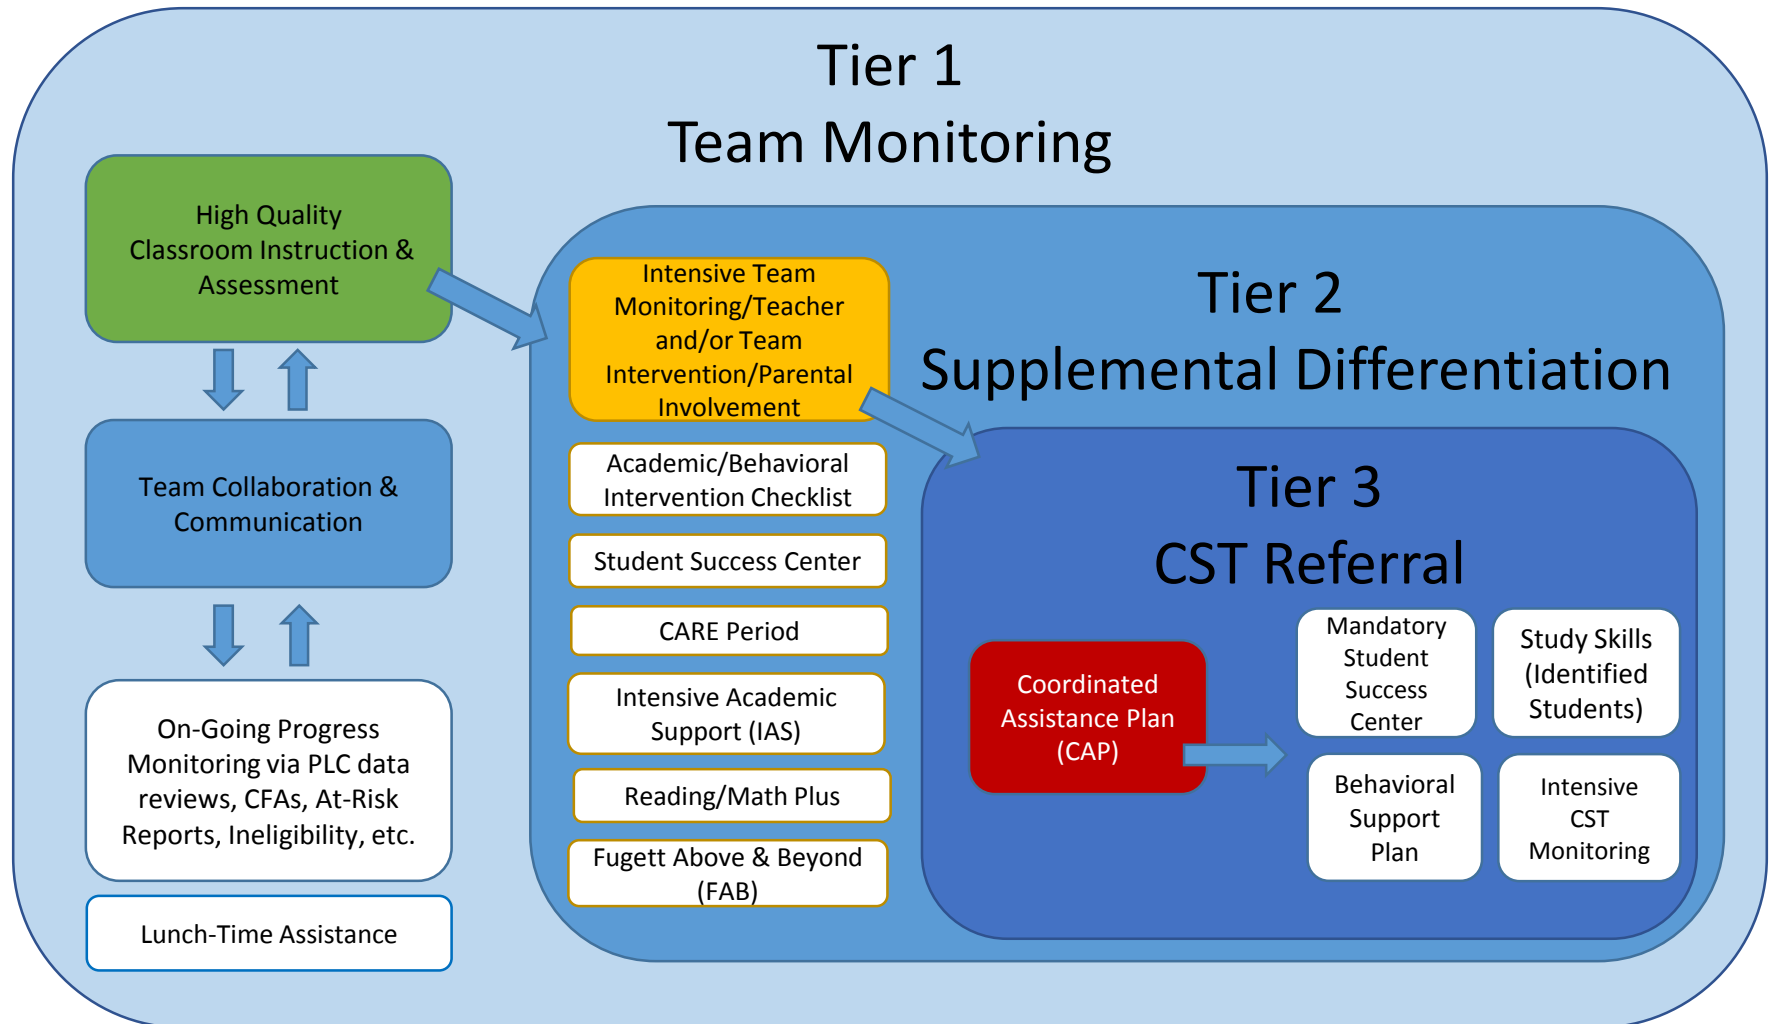 Tier 1
Team Monitoring
High Quality
Classroom Instruction &
Assessment
Team Collaboration &
Communication
On-Going Progress
Monitoring via PLC data
reviews, CFAs, At-Risk
Reports, Ineligibility, etc.
Lunch-Time Assistance
Tier 2
Supplemental Differentiation
Intensive Team
Monitoring/Teacher
and/or Team
Intervention/Parental
Involvement
Academic/Behavioral
Intervention Checklist
Student Success Center
CARE Period
Intensive Academic
Support (IAS)
Reading/Math Plus
Fugett Above & Beyond
(FAB)
Tier 3
CST Referral
Coordinated
Assistance Plan
(CAP)
Mandatory
Student
Success
Center
Study Skills
(Identified
Students)
Behavioral
Support
Plan
Intensive
CST
Monitoring